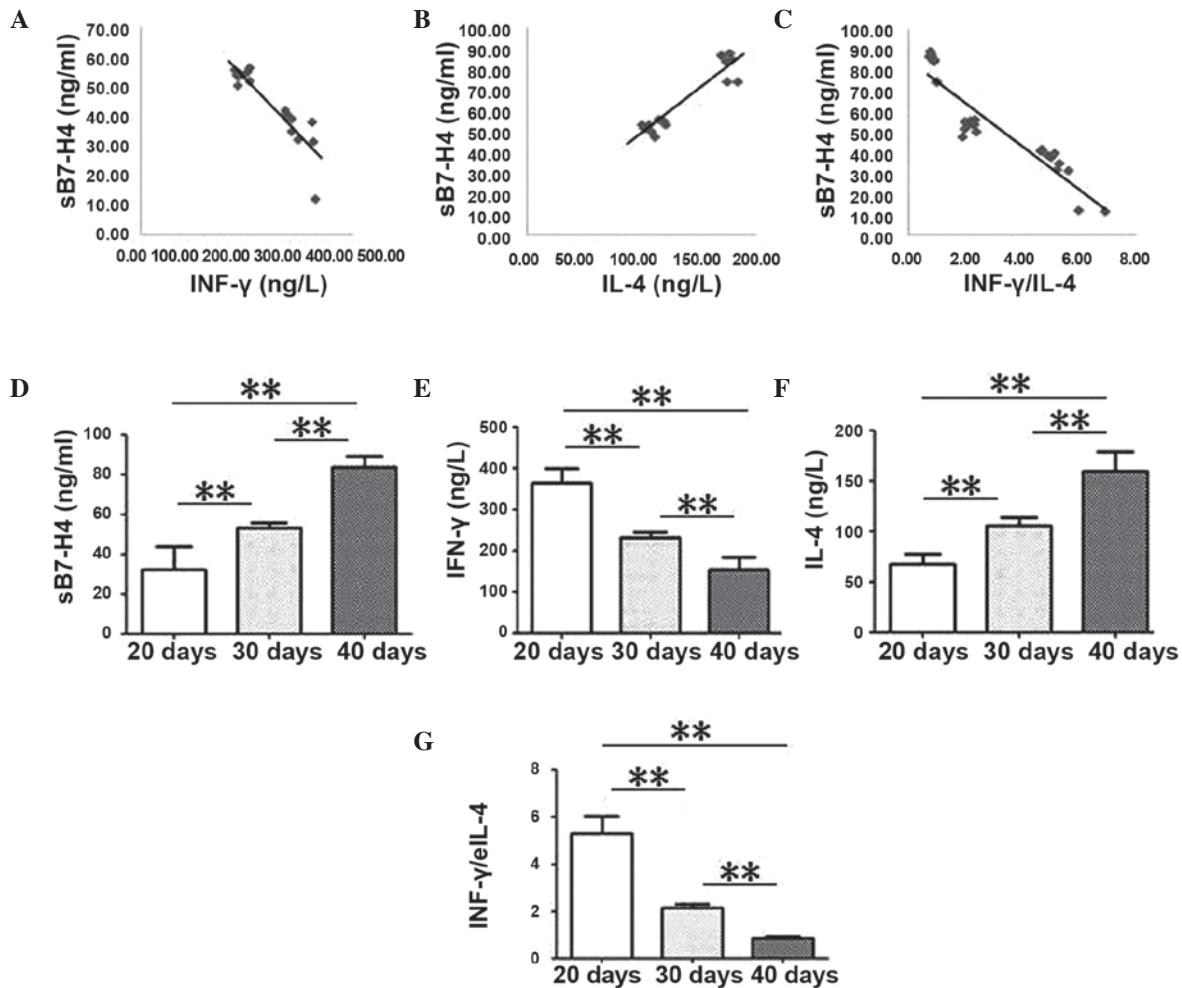 A
70.00
60.00
50.00
40.00
30.00
20.00
10.00
0.00
sB7-H4 (ng/ml)
0.00 100.00 200.00 300.00 400.00 500.00
INF-γ (ng/L)
B
100.00
90.00
80.00
70.00
60.00
50.00
40.00
30.00
20.00
10.00
0.00
sB7-H4 (ng/ml)
0.00 50.00 100.00 150.00 200.00
IL-4 (ng/L)
C
100.00
90.00
80.00
70.00
60.00
50.00
40.00
30.00
20.00
10.00
0.00
sB7-H4 (ng/ml)
0.00 2.00 4.00 6.00 8.00
INF-γ/IL-4
D
**
**
**
100
80
60
40
20
0
sB7-H4 (ng/ml)
20 days 30 days 40 days
E
**
**
**
500
400
300
200
100
0
IFN-γ (ng/L)
20 days 30 days 40 days
F
**
**
**
200
150
100
50
0
IL-4 (ng/L)
20 days 30 days 40 days
G
**
**
**
8
6
4
2
0
INF-γ/eIL-4
20 days 30 days 40 days